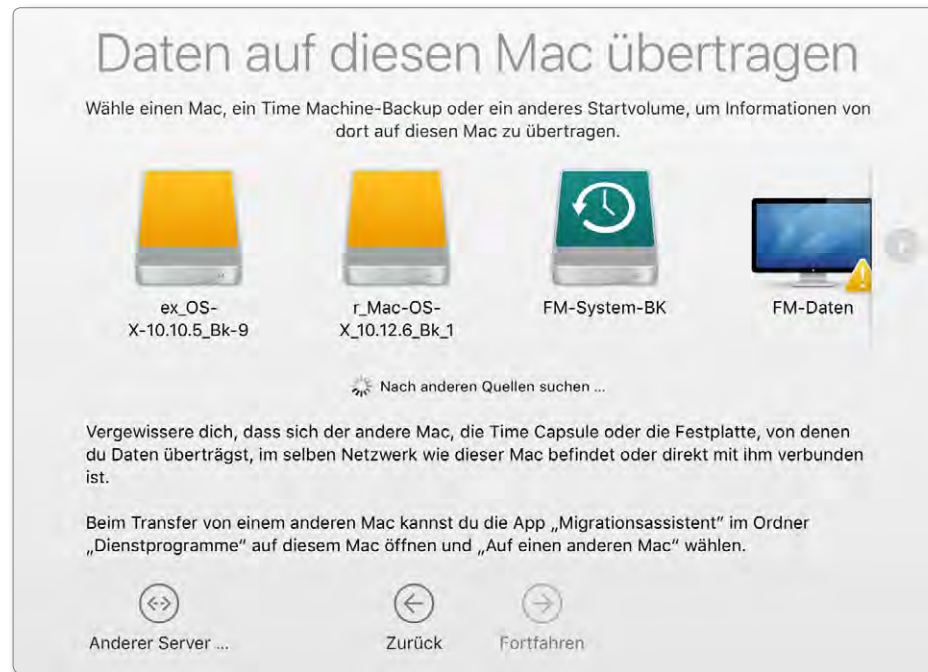 Daten auf diesen Mac übertragen
Wähle einen Mac, ein Time Machine-Backup oder ein anderes Startvolume, um Informationen von
dort auf diesen Mac zu übertragen.
ex_OS-
X-10.10.5_Bk-9
r_Mac-OS-
X_10.12.6_Bk_1
FM-System-BK
FM-Daten
Nach anderen Quellen suchen ...
Vergewissere dich, dass sich der andere Mac, die Time Capsule oder die Festplatte, von denen
du Daten überträgst, im selben Netzwerk wie dieser Mac befindet oder direkt mit ihm verbunden
ist.
Beim Transfer von einem anderen Mac kannst du die App „Migrationsassistent“ im Ordner
„Dienstprogramme“ auf diesem Mac öffnen und „Auf einen anderen Mac“ wählen.
Anderer Server ...
Zurück
Fortfahren